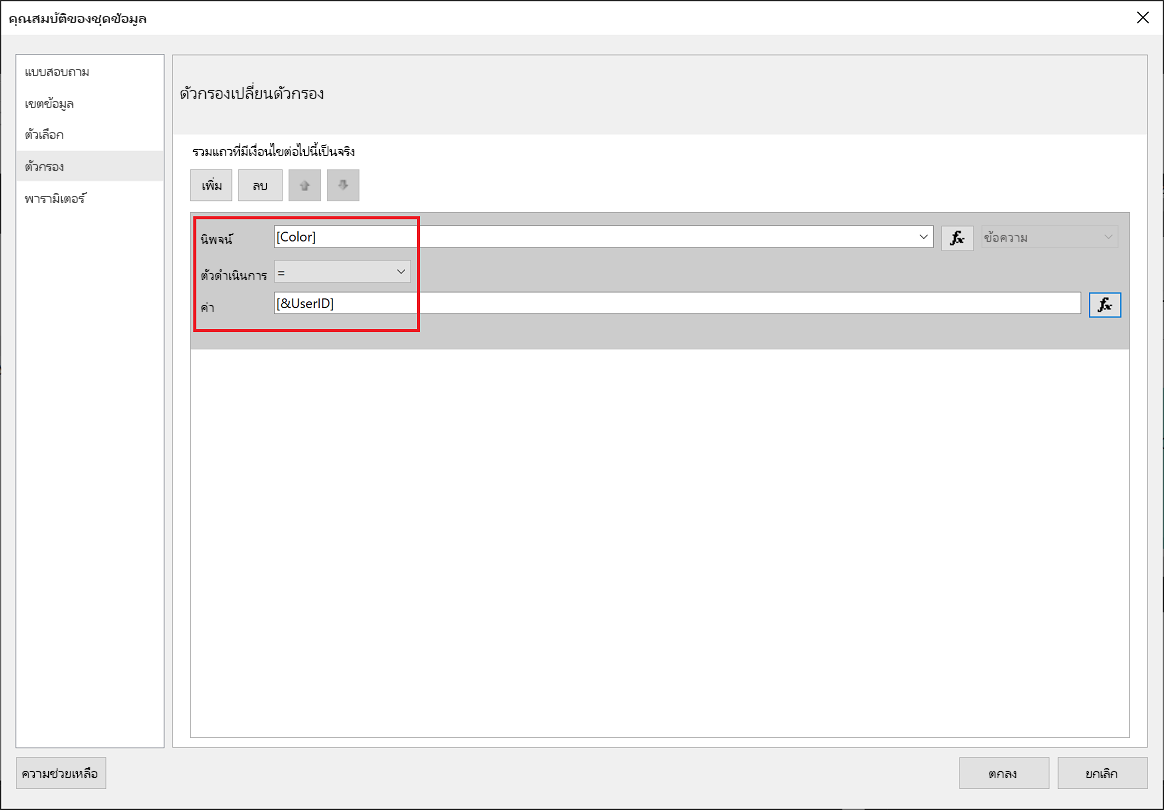 คุณสมบัติของชุดข้อมูล
แบบสอบถาม
เขตข้อมูล
ตัวเลือก
ตัวกรอง
พารามิเตอร์
ตัวกรองเปลี่ยนตัวกรอง
รวมแถวที่มีเงื่อนไขต่อไปนี้เป็นจริง
เพิ่ม ลบ
นิพจน์ [Color] fx ข้อความ
ตัวดำเนินการ =
ค่า [&UserID] fx
ความช่วยเหลือ ตกลง ยกเลิก